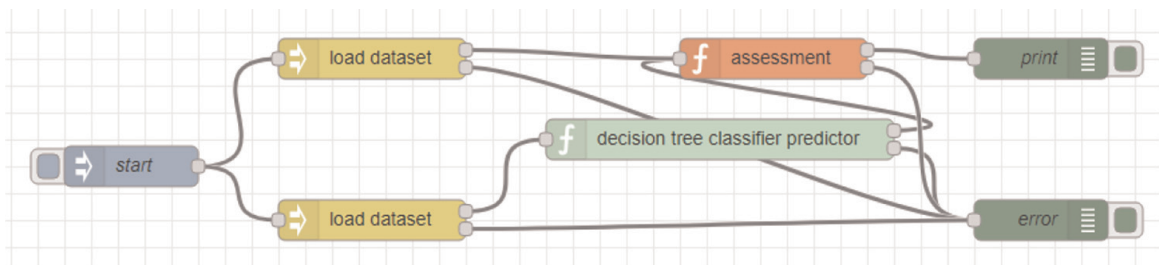 load dataset
assessment
print
decision tree classifier predictor
start
load dataset
error